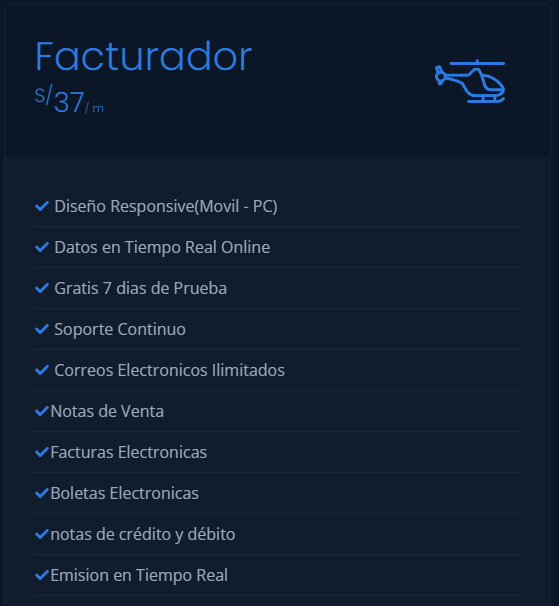 Facturador
S/37/ m
Diseño Responsive(Movil - PC)
Datos en Tiempo Real Online
Gratis 7 dias de Prueba
Soporte Continuo
Correos Electronicos Ilimitados
Notas de Venta
Facturas Electronicas
Boletas Electronicas
notas de crédito y débito
Emision en Tiempo Real